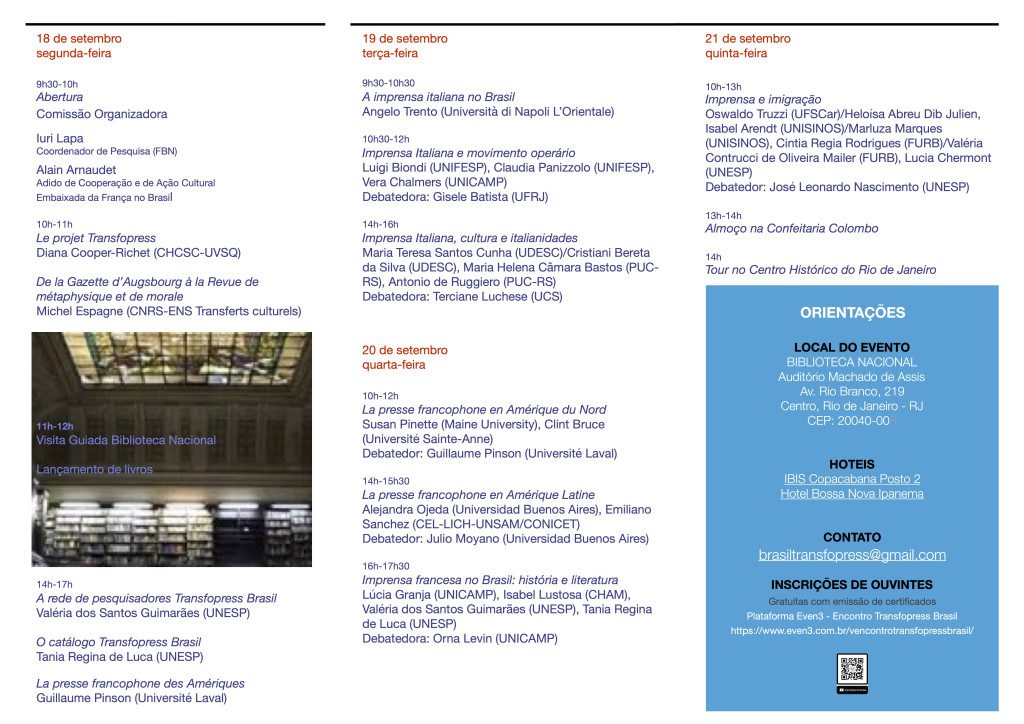 18 de setembro
segunda-feira
9h30-10h
Abertura
Comissão Organizadora
Iuri Lapa
Coordenador de Pesquisa (FBN)
Alain Arnaudet
Adido de Cooperação e de Ação Cultural
Embaixada da França no Brasil
10h-11h
Le projet Transfopress
Diana Cooper-Richet (CHCSC-UVSQ)
De la Gazette d'Augsbourg à la Revue de
métaphysique et de morale
Michel Espagne (CNRS-ENS Transferts culturels)
11h-12h
Visita Guiada Biblioteca Nacional
Lançamento de livros
14h-17h
A rede de pesquisadores Transfopress Brasil
Valéria dos Santos Guimarães (UNESP)
O catálogo Transfopress Brasil
Tania Regina de Luca (UNESP)
La presse francophone des Amériques
Guillaume Pinson (Université Laval)
19 de setembro
terça-feira
9h30-10h30
A imprensa italiana no Brasil
Angelo Trento (Università di Napoli L'Orientale)
10h30-12h
Imprensa Italiana e movimento operário
Luigi Biondi (UNIFESP), Claudia Panizzolo (UNIFESP),
Vera Chalmers (UNICAMP)
Debatedora: Gisele Batista (UFRJ)
14h-16h
Imprensa Italiana, cultura e italianidades
Maria Teresa Santos Cunha (UDESC)/Cristiani Bereta
da Silva (UDESC), Maria Helena Câmara Bastos (PUC-
RS), Antonio de Ruggiero (PUC-RS)
Debatedora: Terciane Luchese (UCS)
20 de setembro
quarta-feira
10h-12h
La presse francophone en Amérique du Nord
Susan Pinette (Maine University), Clint Bruce
(Université Sainte-Anne)
Debatedor: Guillaume Pinson (Université Laval)
14h-15h30
La presse francophone en Amérique Latine
Alejandra Ojeda (Universidad Buenos Aires), Emiliano
Sanchez (CEL-LICH-UNSAM/CONICET)
Debatedor: Julio Moyano (Universidad Buenos Aires)
16h-17h30
Imprensa francesa no Brasil: história e literatura
Lúcia Granja (UNICAMP), Isabel Lustosa (CHAM),
Valéria dos Santos Guimarães (UNESP), Tania Regina
de Luca (UNESP)
Debatedora: Orna Levin (UNICAMP)
21 de setembro
quinta-feira
10h-13h
Imprensa e imigração
Oswaldo Truzzi (UFSCar)/Heloísa Abreu Dib Julien,
Isabel Arendt (UNISINOS)/Marluza Marques
(UNISINOS), Cintia Regia Rodrigues (FURB)/Valéria
Contrucci de Oliveira Mailer (FURB), Lucia Chermont
(UNESP)
Debatedor: José Leonardo Nascimento (UNESP)
13h-14h
Almoço na Confeitaria Colombo
14h
Tour no Centro Histórico do Rio de Janeiro
ORIENTAÇÕES
LOCAL DO EVENTO
BIBLIOTECA NACIONAL
Auditório Machado de Assis
Av. Rio Branco, 219
Centro, Rio de Janeiro - RJ
CEP: 20040-00
HOTEIS
IBIS Copacabana Posto 2
Hotel Bossa Nova Ipanema
CONTATO
brasiltransfopress@gmail.com
INSCRIÇÕES DE OUVINTES
Gratuitas com emissão de certificados
Plataforma Even3 - Encontro Transfopress Brasil
https://www.even3.com.br/vencontrotransfopressbrasil/